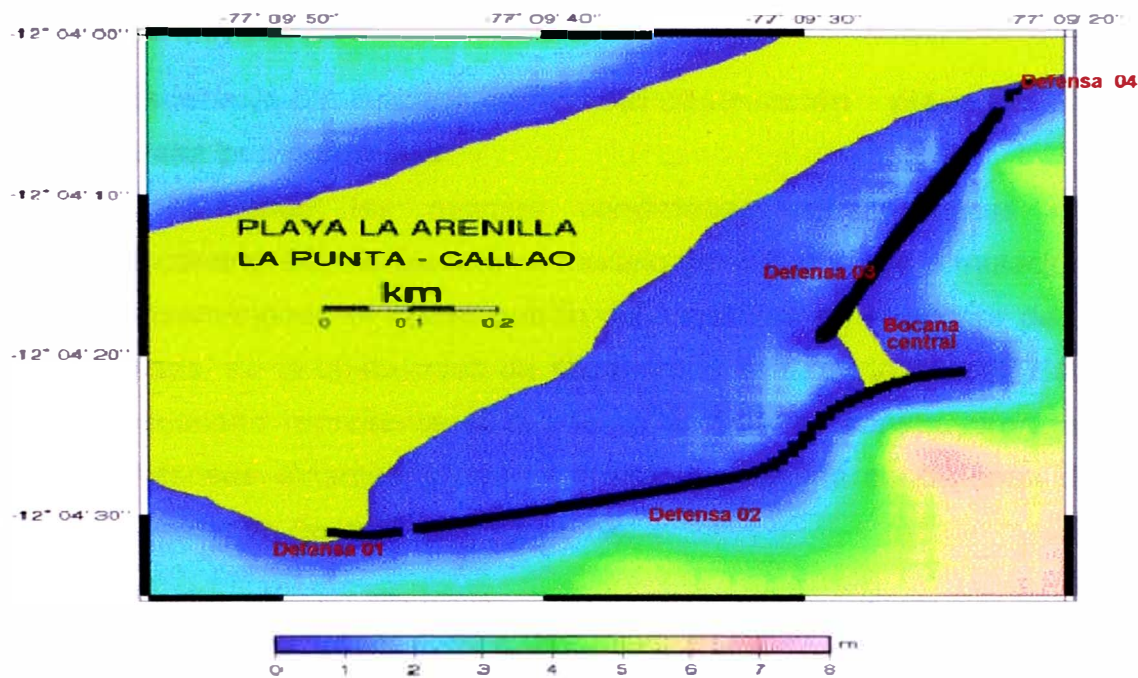 -77° 09' 50'' -77° 09' 40'' -77° 09' 30'' -77° 09' 20''
-12° 04' 00''
Defensa 04
-12° 04' 10''
PLAYA LA ARENILLA
LA PUNTA - CALLAO
Defensa 03
km
0 0.1 0.2
Bocana
central
-12° 04' 20''
Defensa 02
-12° 04' 30''
Defensa 01
m
0 1 2 3 4 5 6 7 8